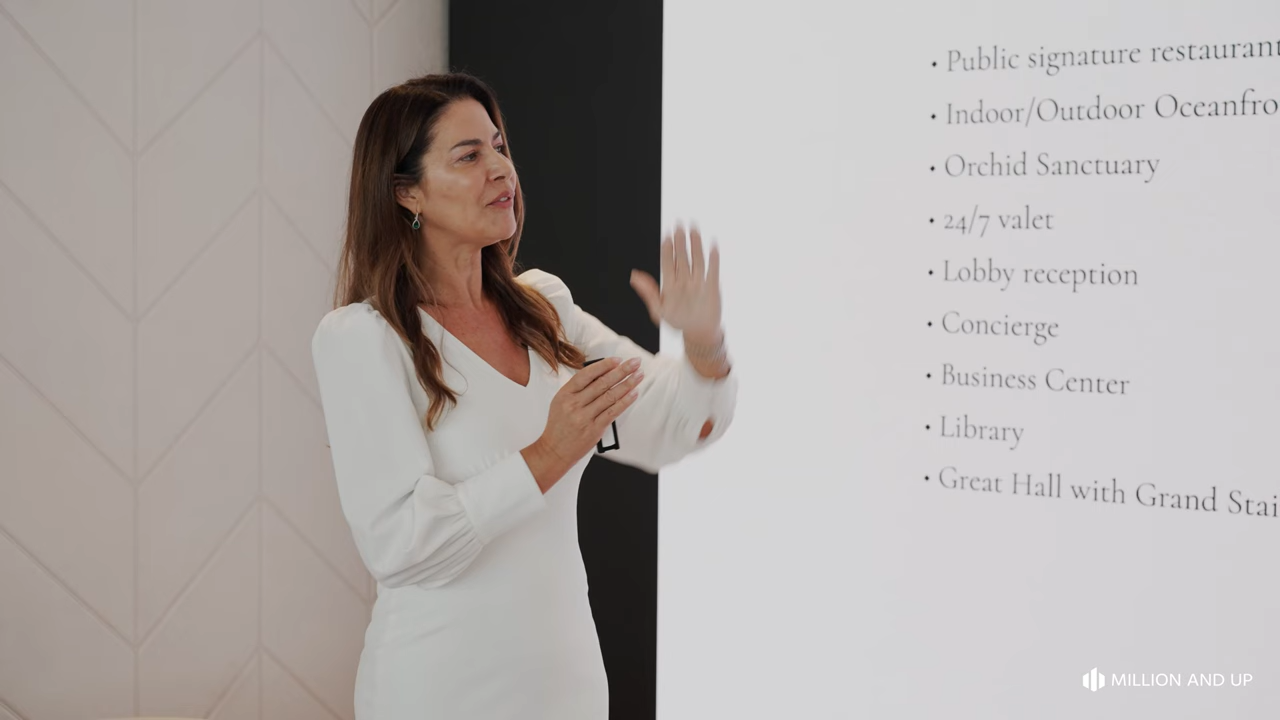 • Public signature restaurant
• Indoor/Outdoor Oceanfro
• Orchid Sanctuary
• 24/7 valet
• Lobby reception
• Concierge
• Business Center
• Library
• Great Hall with Grand Stai
MILLION AND UP